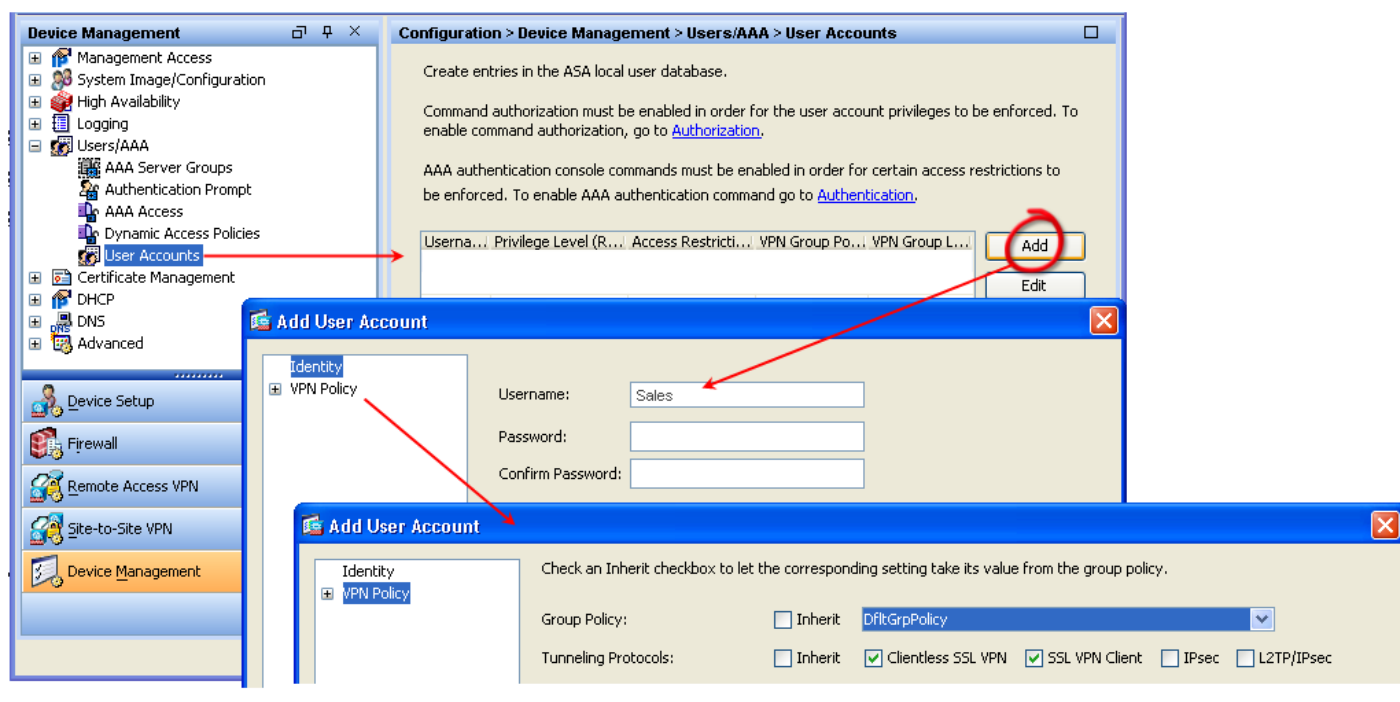 Device Management
Management Access
System Image/Configuration
High Availability
Logging
Users/AAA
AAA Server Groups
Authentication Prompt
AAA Access
Dynamic Access Policies
User Accounts
Certificate Management
DHCP
DNS
DNS
Advanced
Device Setup
Firewall
Remote Access VPN
Site-to-Site VPN
Device Management
Configuration > Device Management > Users/AAA > User Accounts
Create entries in the ASA local user database.
Command authorization must be enabled in order for the user account privileges to be enforced. To
enable command authorization, go to Authorization.
AAA authentication console commands must be enabled in order for certain access restrictions to
be enforced. To enable AAA authentication command go to Authentication.
Userna... Privilege Level (R... Access Restricti... VPN Group Po... VPN Group L...
Add
Edit
Add User Account
Identity
VPN Policy
Username: Sales
Password:
Confirm Password:
Add User Account
Identity
VPN Policy
Check an Inherit checkbox to let the corresponding setting take its value from the group policy.
Group Policy: Inherit DfltGrpPolicy
Tunneling Protocols: Inherit Clientless SSL VPN SSL VPN Client IPsec L2TP/IPsec